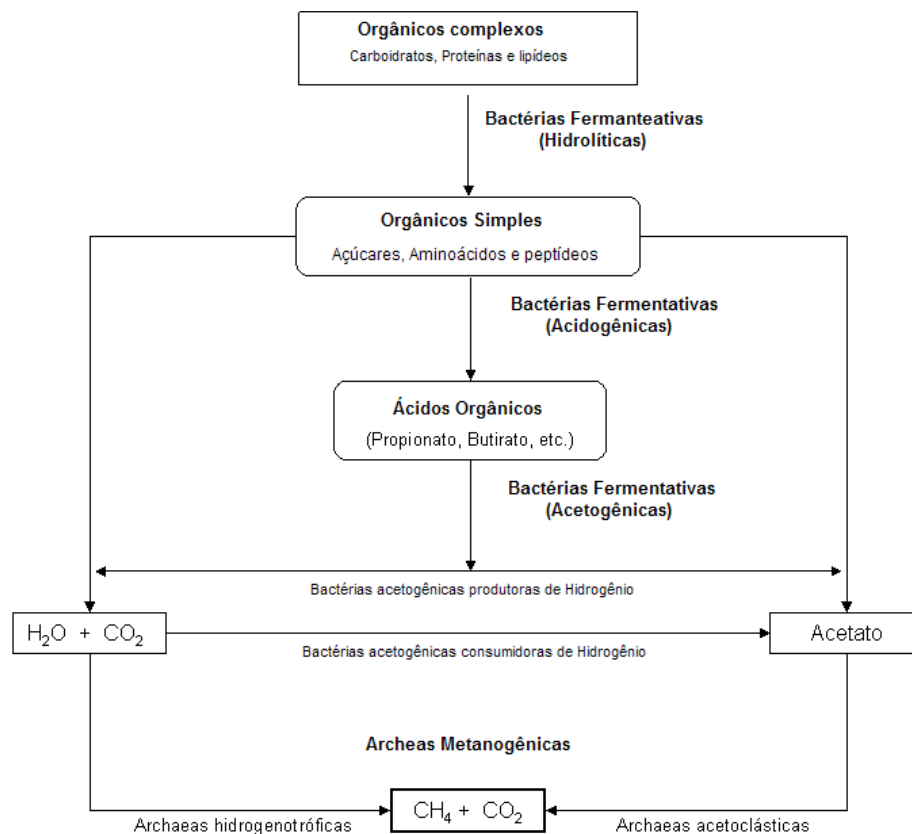 Orgânicos complexos
Carboidratos, Proteínas e lipídeos
Bactérias Fermanteativas
(Hidrolíticas)
Orgânicos Simples
Açúcares, Aminoácidos e peptídeos
Bactérias Fermentativas
(Acidogênicas)
Ácidos Orgânicos
(Propionato, Butirato, etc.)
Bactérias Fermentativas
(Acetogênicas)
Bactérias acetogênicas produtoras de Hidrogênio
H₂O + CO₂
Acetato
Bactérias acetogênicas consumidoras de Hidrogênio
Archeas Metanogênicas
CH₄ + CO₂
Archaeas hidrogenotróficas
Archaeas acetoclásticas